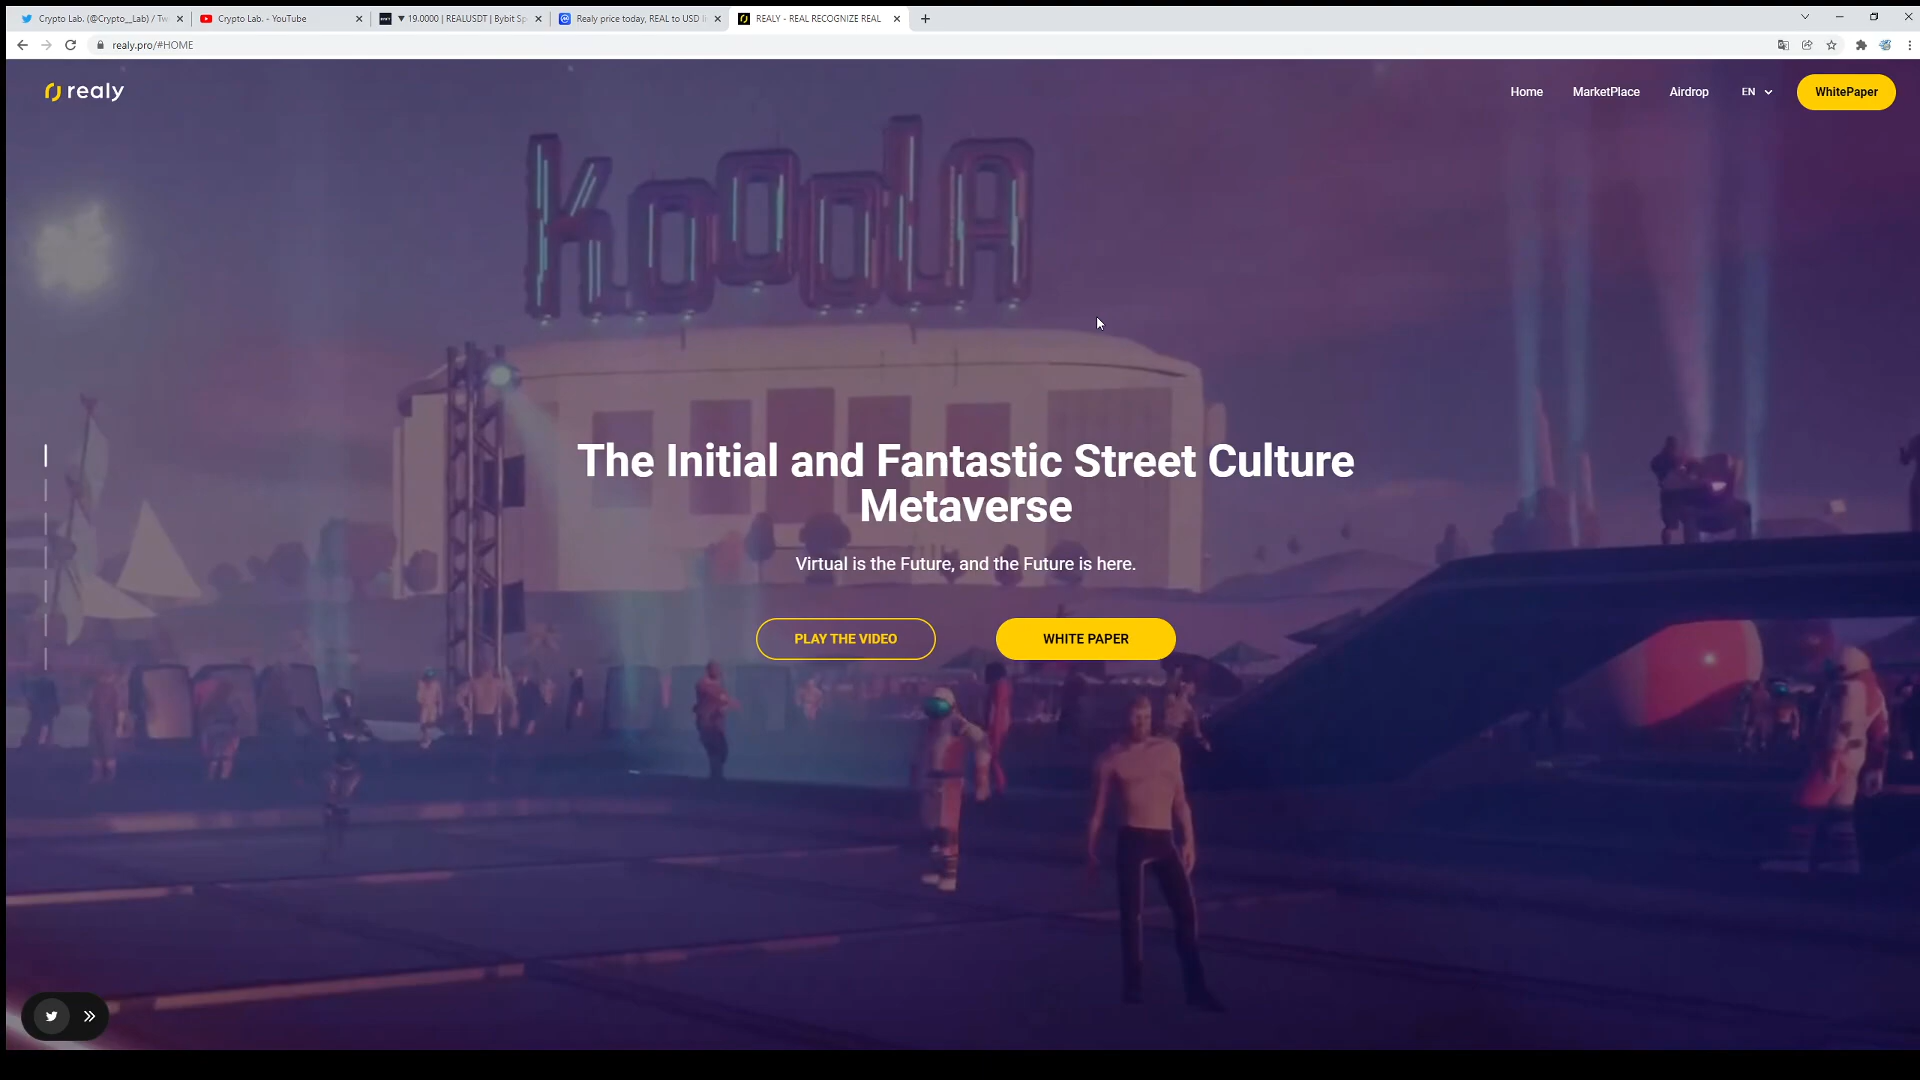 Crypto Lab. (@Crypto__Lab) / Tw
Crypto Lab. - YouTube
▼ 19.0000 | REALUSDT | Bybit Sp
Realy price today, REAL to USD li
REALY - REAL RECOGNIZE REAL
realy.pro/#HOME
realy
Home
MarketPlace
Airdrop
EN
WhitePaper
KOOOLA
The Initial and Fantastic Street Culture
Metaverse
Virtual is the Future, and the Future is here.
PLAY THE VIDEO
WHITE PAPER